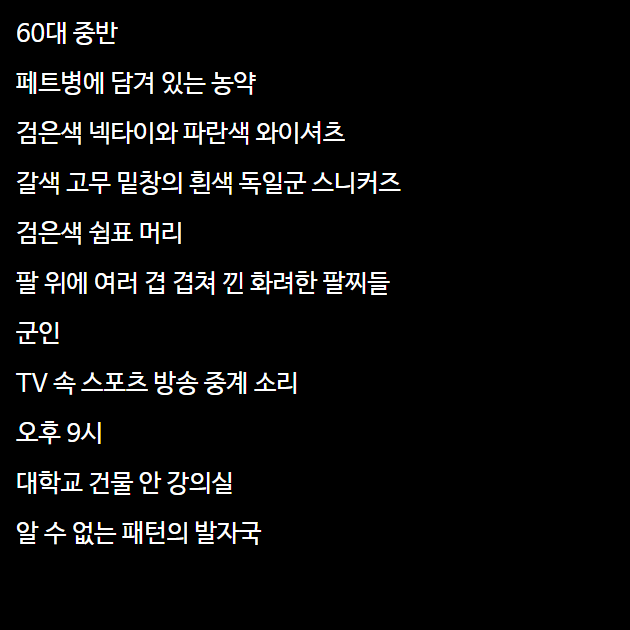 60대 중반
페트병에 담겨 있는 농약
검은색 넥타이와 파란색 와이셔츠
갈색 고무 밑창의 흰색 독일군 스니커즈
검은색 쉼표 머리
팔 위에 여러 겹 겹쳐 낀 화려한 팔찌들
군인
TV 속 스포츠 방송 중계 소리
오후 9시
대학교 건물 안 강의실
알 수 없는 패턴의 발자국